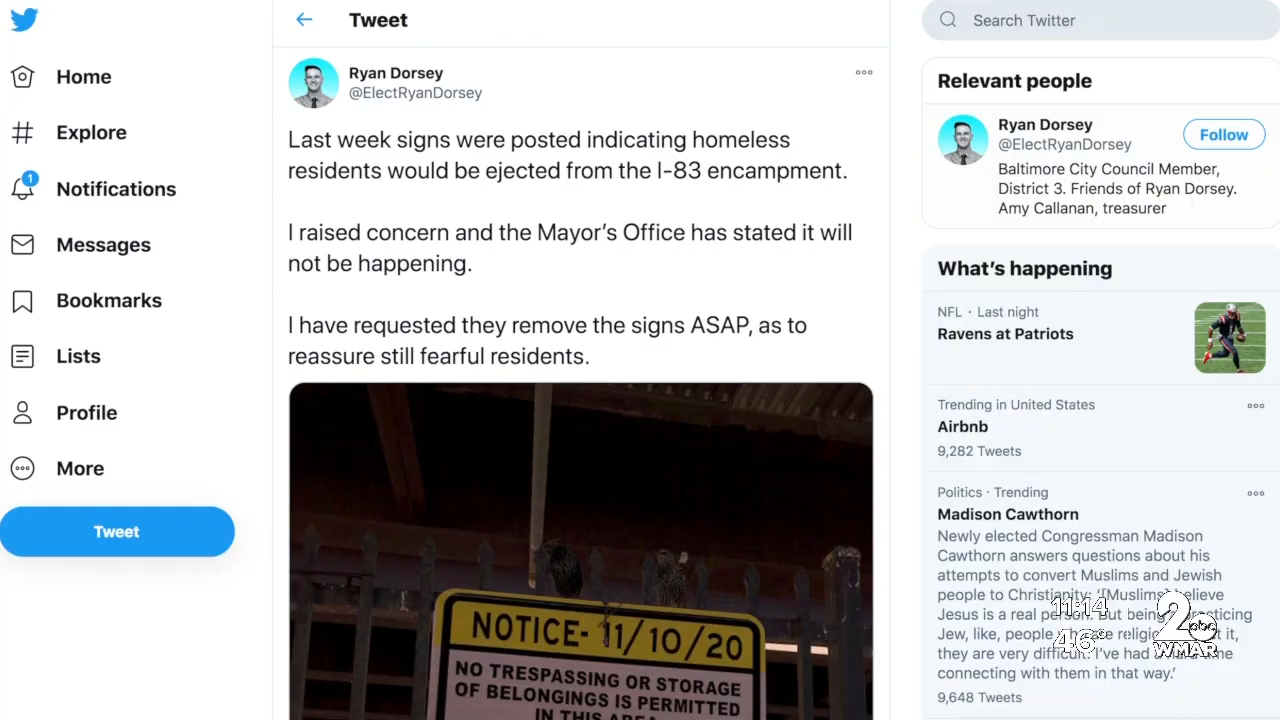 Home
Explore
1
Notifications
Messages
Bookmarks
Lists
Profile
More
Tweet
Tweet
Ryan Dorsey
@ElectRyanDorsey
Last week signs were posted indicating homeless
residents would be ejected from the I-83 encampment.
I raised concern and the Mayor's Office has stated it will
not be happening.
I have requested they remove the signs ASAP, as to
reassure still fearful residents.
NOTICE- 11/10/20
NO TRESPASSING OR STORAGE
OF BELONGINGS IS PERMITTED
IN THIS AREA
Search Twitter
Relevant people
Ryan Dorsey
@ElectRyanDorsey
Follow
Baltimore City Council Member,
District 3. Friends of Ryan Dorsey.
Amy Callanan, treasurer
What's happening
NFL · Last night
Ravens at Patriots
Trending in United States
Airbnb
9,282 Tweets
Politics · Trending
Madison Cawthorn
Newly elected Congressman Madison
Cawthorn answers questions about his
attempts to convert Muslims and Jewish
people to Christianity: '[Muslims]
Jesus is a real person. But being
Jew, like, people it,
they are very difficult. I've had a time
connecting with them in that way.'
9,648 Tweets
11:14
48°
2
abc
WMAR